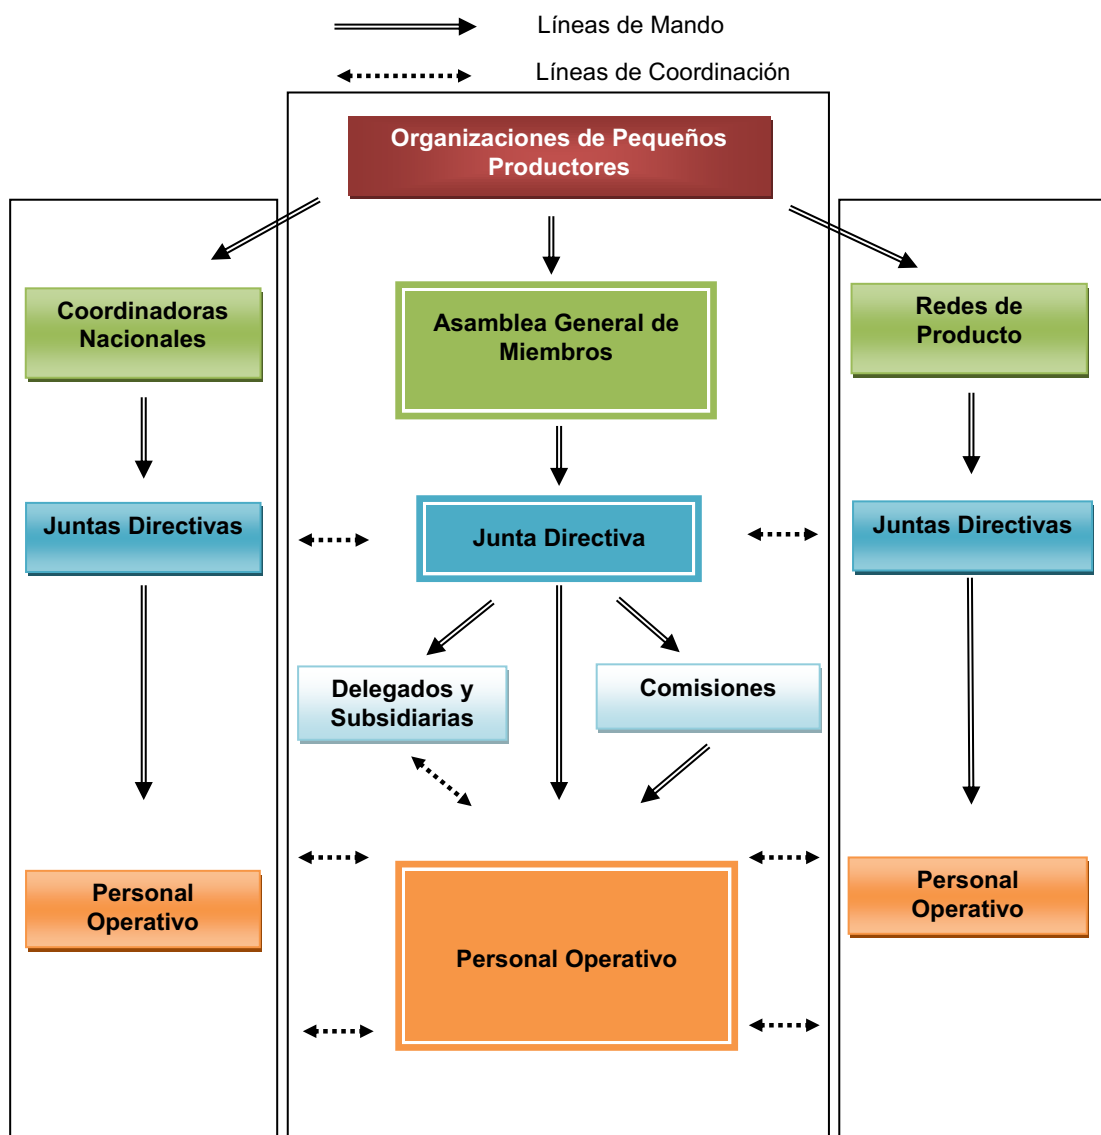 Líneas de Mando
Líneas de Coordinación
Organizaciones de Pequeños
Productores
Coordinadoras
Nacionales
Asamblea General de
Miembros
Redes de
Producto
Juntas Directivas
Junta Directiva
Juntas Directivas
Delegados y
Subsidiarias
Comisiones
Personal
Operativo
Personal Operativo
Personal
Operativo